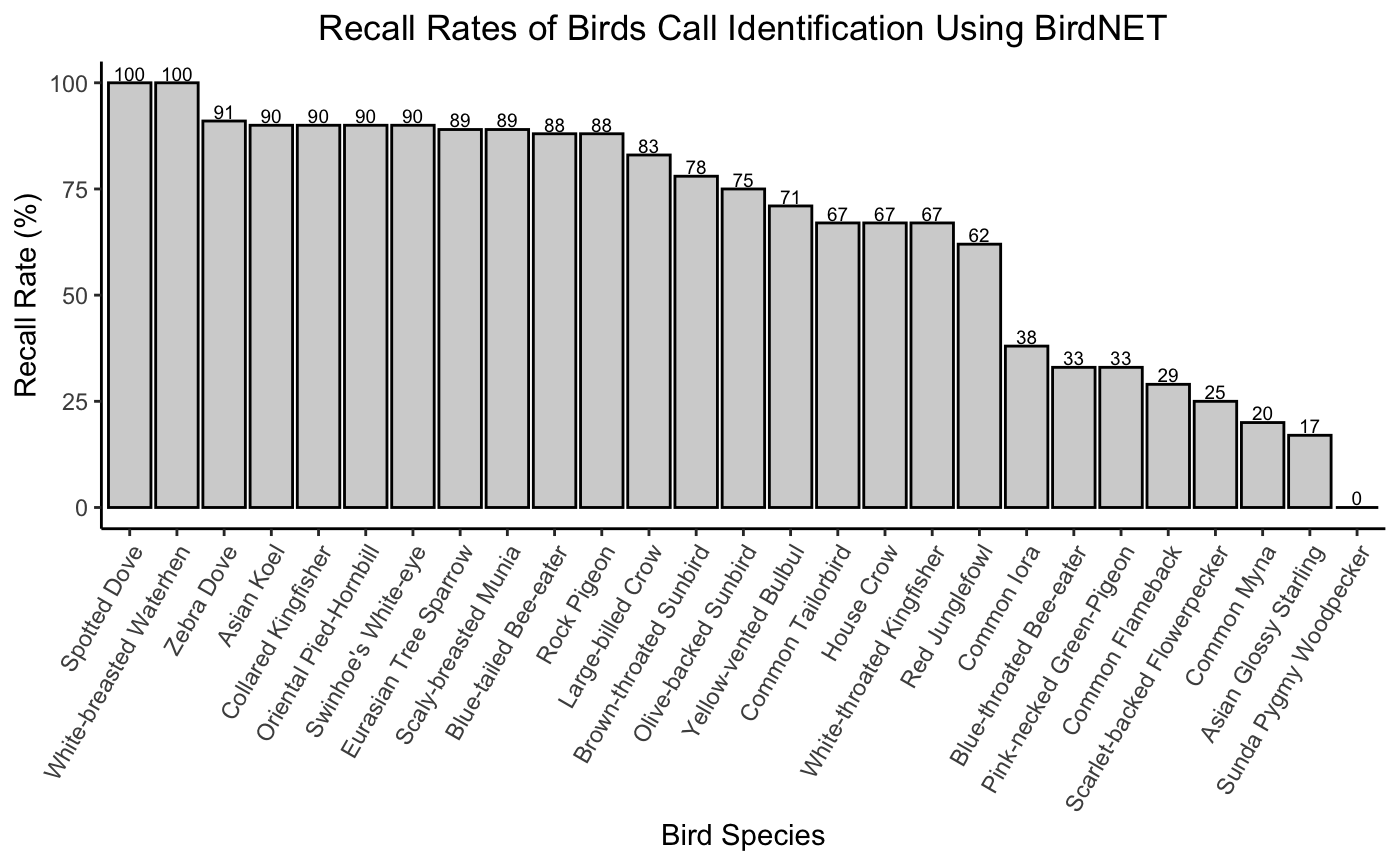 Recall Rates of Birds Call Identification Using BirdNET
Recall Rate (%)
100
75
50
25
0
100
100
91
90
90
90
90
89
89
88
88
83
78
75
71
67
67
67
62
38
33
33
29
25
20
17
0
Spotted Dove
White-breasted Waterhen
Zebra Dove
Asian Koel
Collared Kingfisher
Oriental Pied-Hornbill
Swinhoe's White-eye
Eurasian Tree Sparrow
Scaly-breasted Munia
Blue-tailed Bee-eater
Rock Pigeon
Large-billed Crow
Brown-throated Sunbird
Olive-backed Sunbird
Yellow-vented Bulbul
Common Tailorbird
House Crow
White-throated Kingfisher
Red Junglefowl
Common Iora
Blue-throated Bee-eater
Pink-necked Green-Pigeon
Common Flameback
Scarlet-backed Flowerpecker
Common Myna
Asian Glossy Starling
Sunda Pygmy Woodpecker
Bird Species